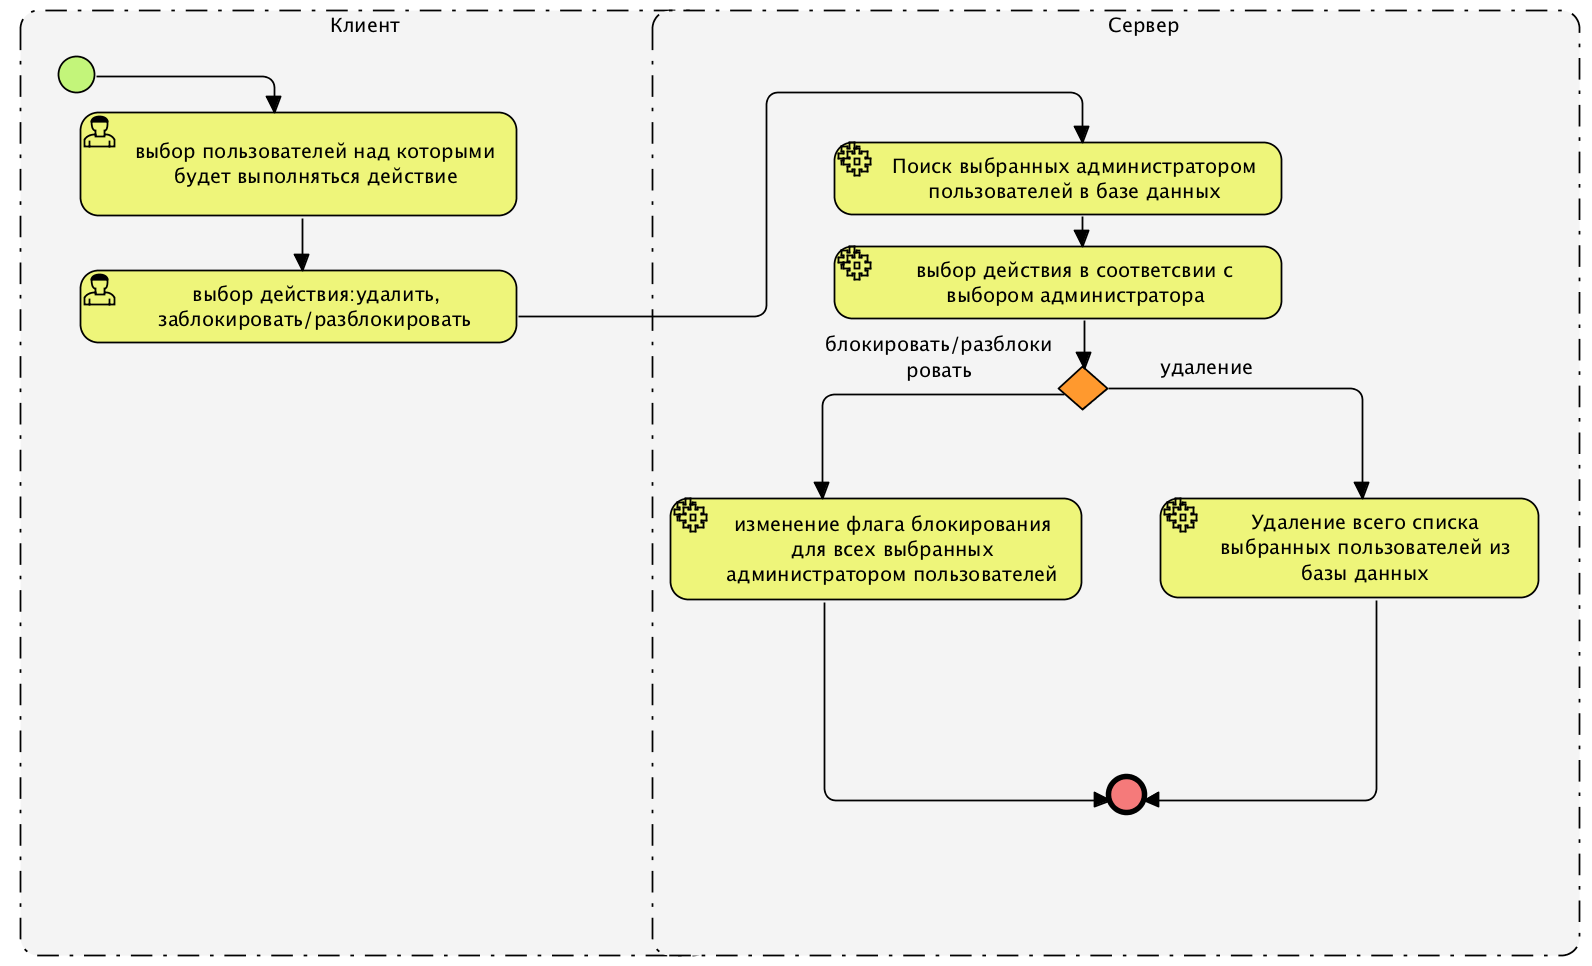 Клиент
Сервер
выбор пользователей над которыми
будет выполняться действие
выбор действия:удалить,
заблокировать/разблокировать
Поиск выбранных администратором
пользователей в базе данных
выбор действия в соответсвии с
выбором администратора
блокировать/разблоки
ровать
удаление
изменение флага блокирования
для всех выбранных
администратором пользователей
Удаление всего списка
выбранных пользователей из
базы данных